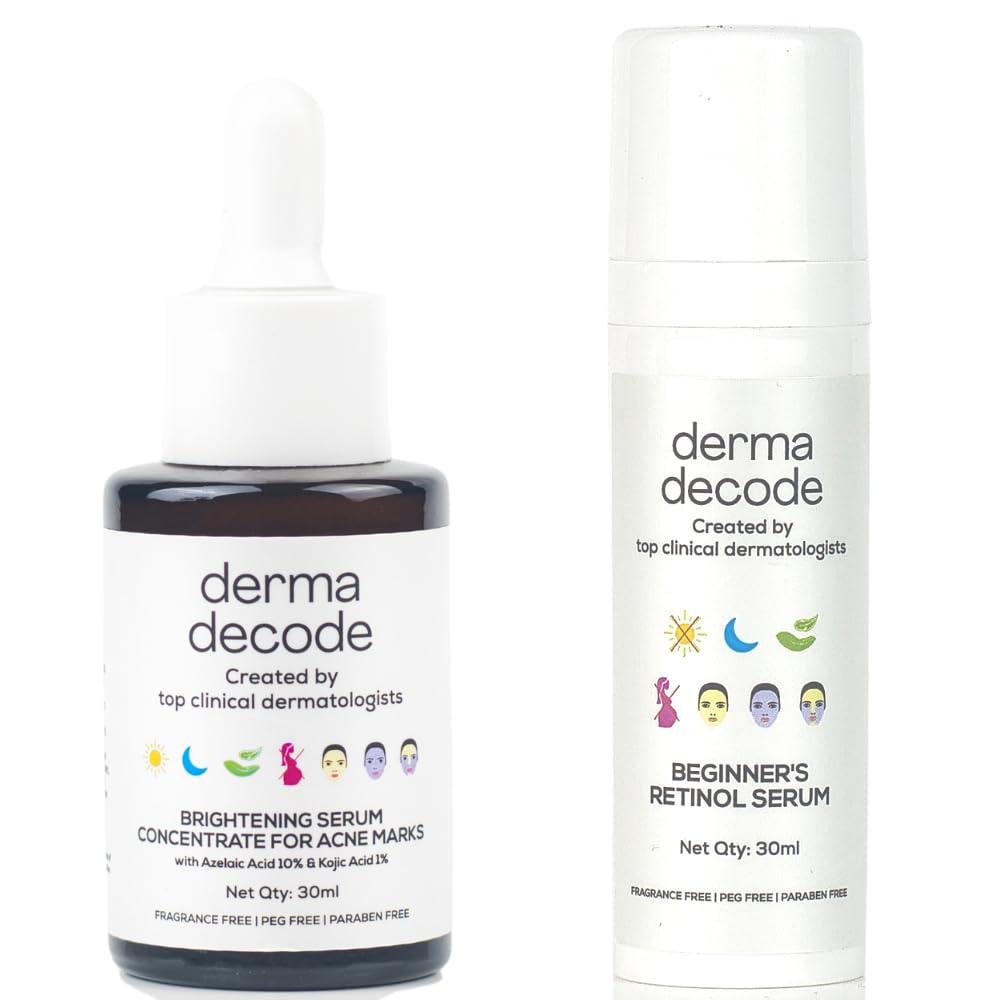 derma
decode
Created by
top clinical dermatologists
BRIGHTENING SERUM
CONCENTRATE FOR ACNE MARKS
with Azelaic Acid 10% & Kojic Acid 1%
Net Qty: 30ml
FRAGRANCE FREE | PEG FREE | PARABEN FREE
derma
decode
Created by
top clinical dermatologists
BEGINNER'S
RETINOL SERUM
Net Qty: 30ml
FRAGRANCE FREE | PEG FREE | PARABEN FREE